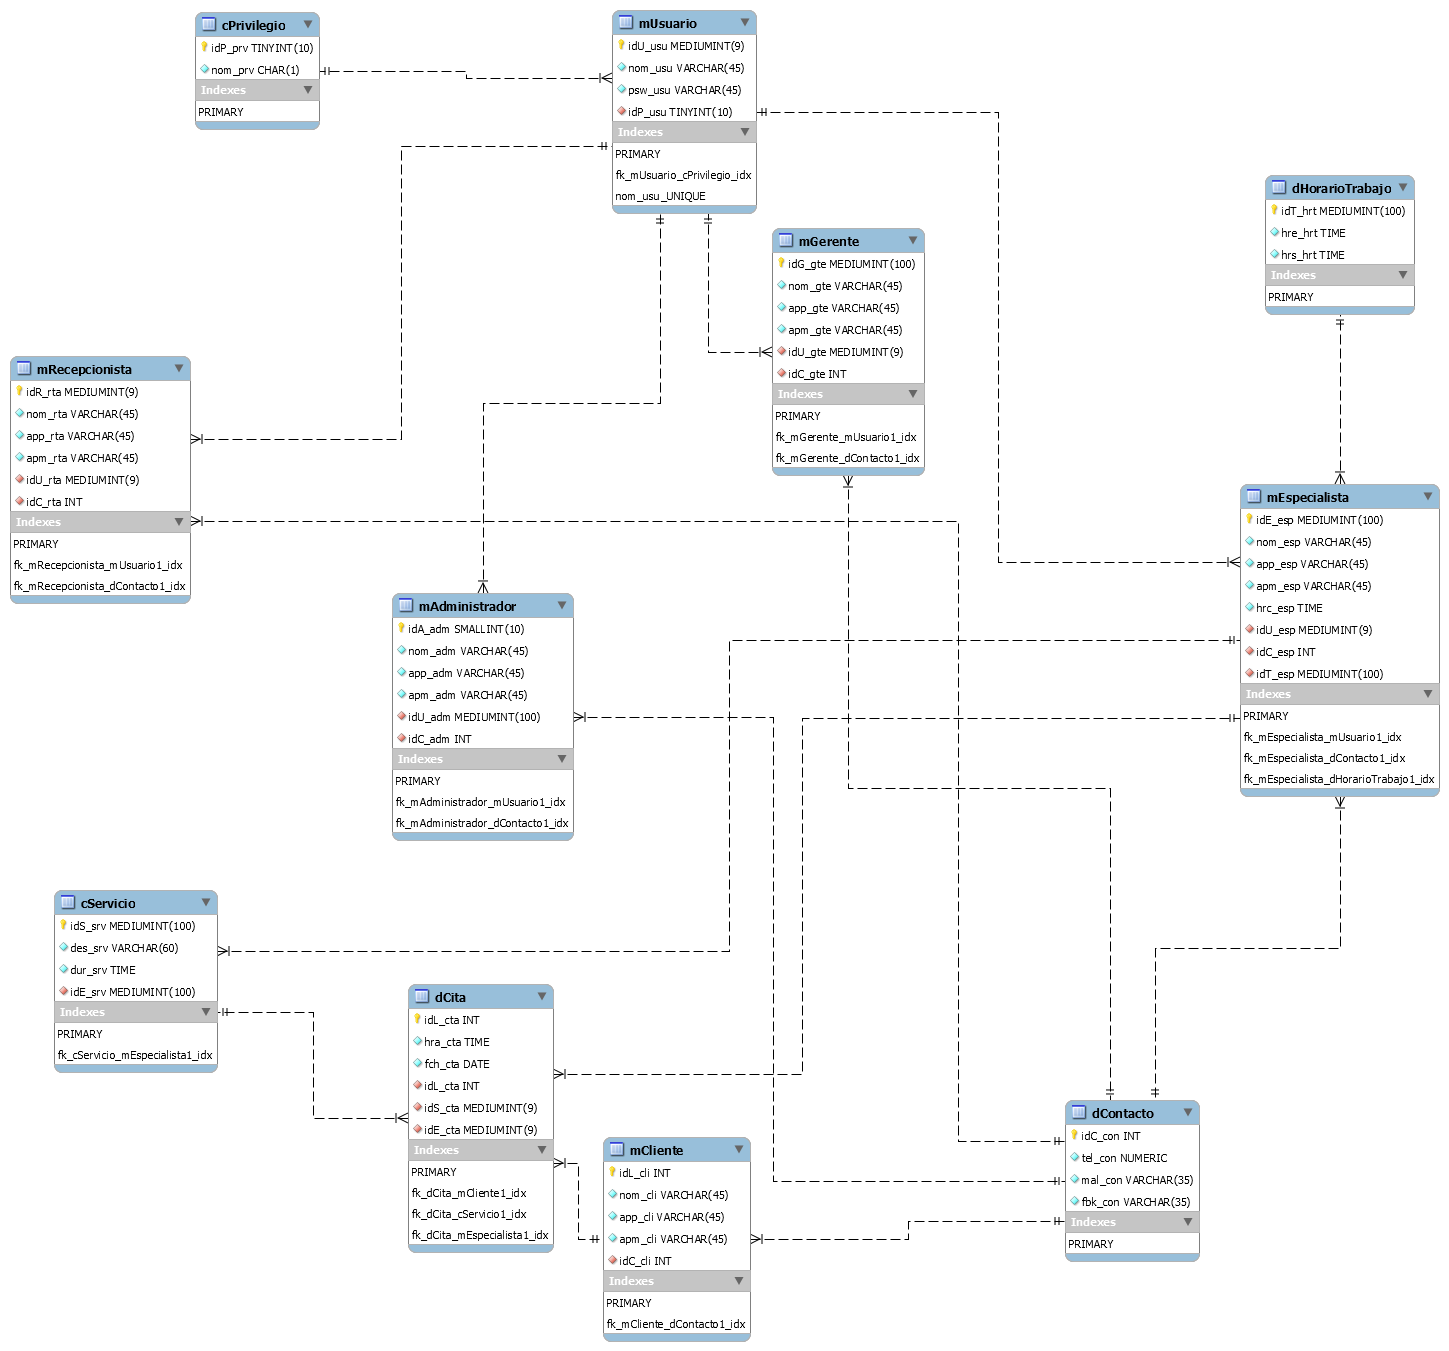 cPrivilegio
idP_prv TINYINT(10)
nom_prv CHAR(1)
Indexes
PRIMARY
mUsuario
idU_usu MEDIUMINT(9)
nom_usu VARCHAR(45)
psw_usu VARCHAR(45)
idP_usu TINYINT(10)
Indexes
PRIMARY
fk_mUsuario_cPrivilegio_idx
nom_usu_UNIQUE
dHorarioTrabajo
idT_hrt MEDIUMINT(100)
hre_hrt TIME
hrs_hrt TIME
Indexes
PRIMARY
mGerente
idG_gte MEDIUMINT(100)
nom_gte VARCHAR(45)
app_gte VARCHAR(45)
apm_gte VARCHAR(45)
idU_gte MEDIUMINT(9)
idC_gte INT
Indexes
PRIMARY
fk_mGerente_mUsuario1_idx
fk_mGerente_dContacto1_idx
mRecepcionista
idR_rta MEDIUMINT(9)
nom_rta VARCHAR(45)
app_rta VARCHAR(45)
apm_rta VARCHAR(45)
idU_rta MEDIUMINT(9)
idC_rta INT
Indexes
PRIMARY
fk_mRecepcionista_mUsuario1_idx
fk_mRecepcionista_dContacto1_idx
mEspecialista
idE_esp MEDIUMINT(100)
nom_esp VARCHAR(45)
app_esp VARCHAR(45)
apm_esp VARCHAR(45)
hrc_esp TIME
idU_esp MEDIUMINT(9)
idC_esp INT
idT_esp MEDIUMINT(100)
Indexes
PRIMARY
fk_mEspecialista_mUsuario1_idx
fk_mEspecialista_dContacto1_idx
fk_mEspecialista_dHorarioTrabajo1_idx
mAdministrador
idA_adm SMALLINT(10)
nom_adm VARCHAR(45)
app_adm VARCHAR(45)
apm_adm VARCHAR(45)
idU_adm MEDIUMINT(100)
idC_adm INT
Indexes
PRIMARY
fk_mAdministrador_mUsuario1_idx
fk_mAdministrador_dContacto1_idx
cServicio
idS_srv MEDIUMINT(100)
des_srv VARCHAR(60)
dur_srv TIME
idE_srv MEDIUMINT(100)
Indexes
PRIMARY
fk_cServicio_mEspecialista1_idx
dCita
idL_cta INT
hra_cta TIME
fch_cta DATE
idL_cta INT
idS_cta MEDIUMINT(9)
idE_cta MEDIUMINT(9)
Indexes
PRIMARY
fk_dCita_mCliente1_idx
fk_dCita_cServicio1_idx
fk_dCita_mEspecialista1_idx
mCliente
idL_cli INT
nom_cli VARCHAR(45)
app_cli VARCHAR(45)
apm_cli VARCHAR(45)
idC_cli INT
Indexes
PRIMARY
fk_mCliente_dContacto1_idx
dContacto
idC_con INT
tel_con NUMERIC
mal_con VARCHAR(35)
fbk_con VARCHAR(35)
Indexes
PRIMARY